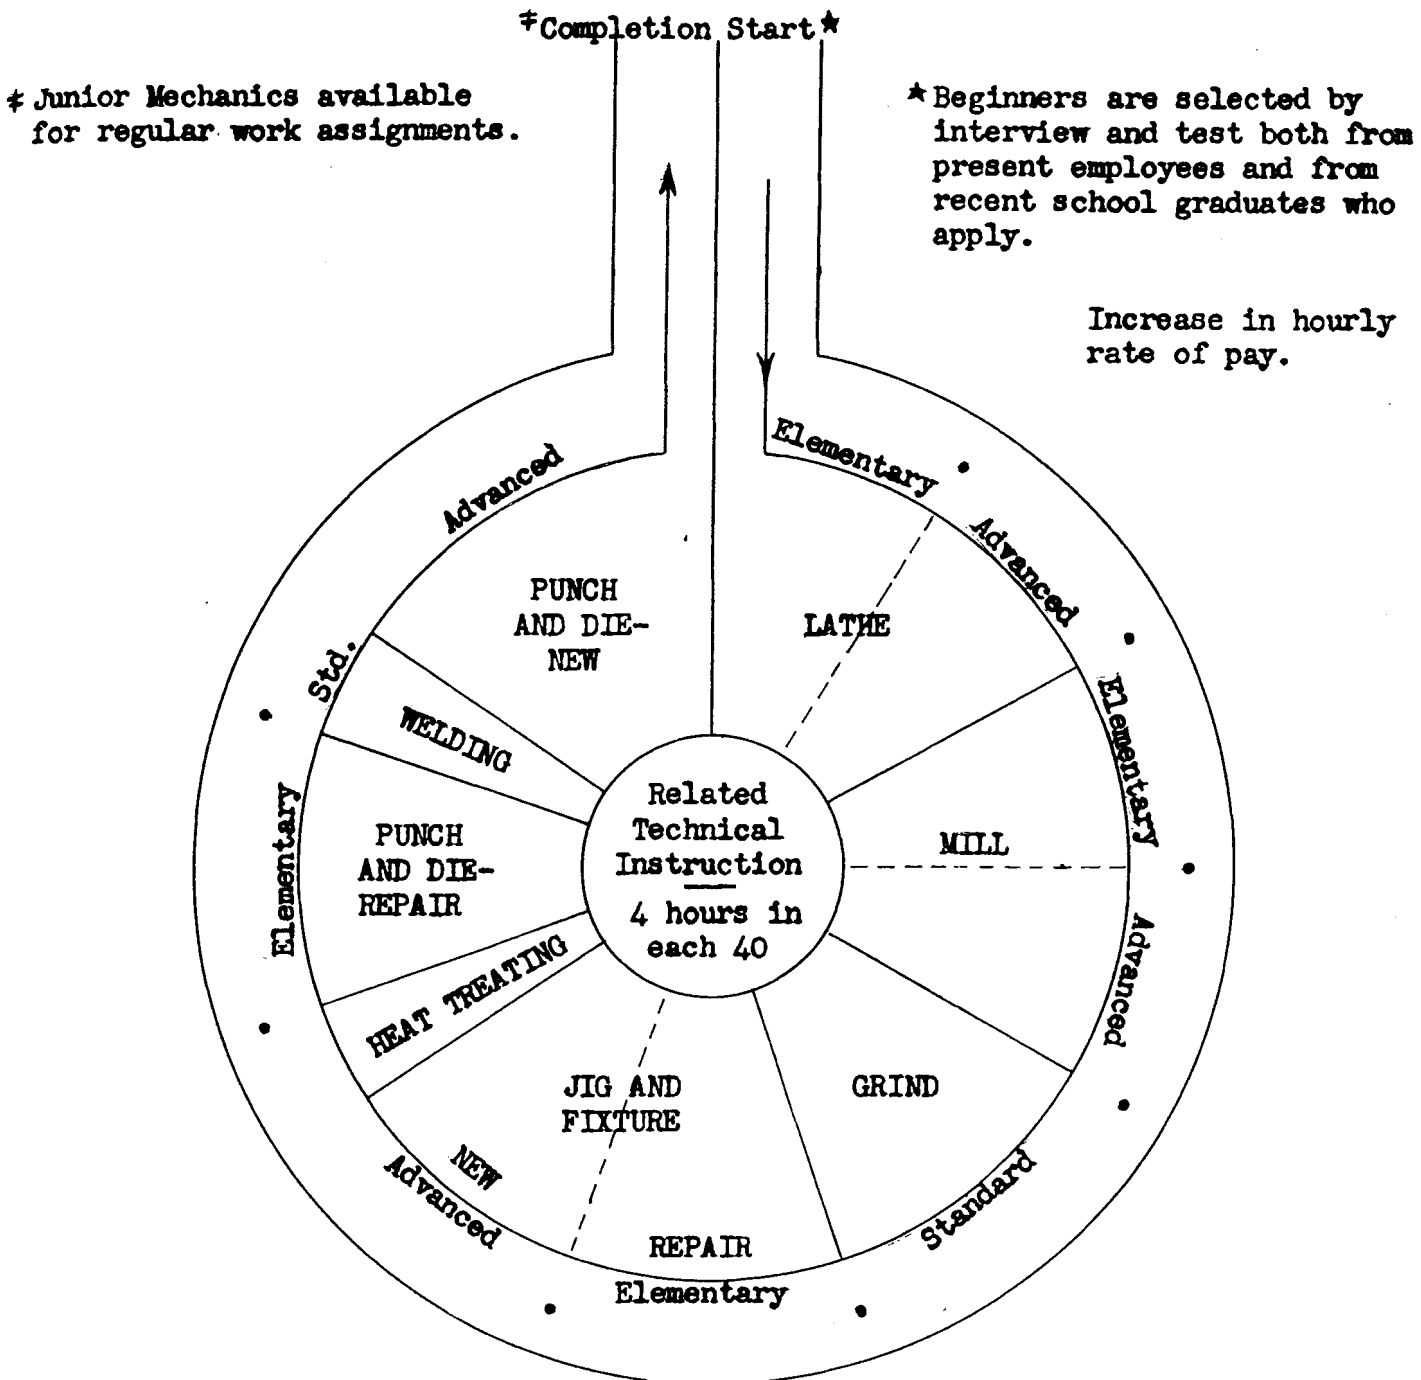 ‡Completion Start★
‡ Junior Mechanics available
for regular work assignments.
★Beginners are selected by
interview and test both from
present employees and from
recent school graduates who
apply.
Increase in hourly
rate of pay.
Elementary
Advanced
LATHE
Elementary
MILL
Advanced
GRIND
Standard
JIG AND
FIXTURE
REPAIR
Elementary
NEW
Advanced
HEAT TREATING
PUNCH
AND DIE-
REPAIR
Elementary
WELDING
Std.
PUNCH
AND DIE-
NEW
Advanced
Related
Technical
Instruction
4 hours in
each 40